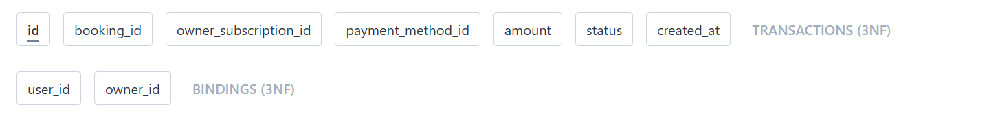 id booking_id owner_subscription_id payment_method_id amount status created_at TRANSACTIONS (3NF)
user_id owner_id BINDINGS (3NF)